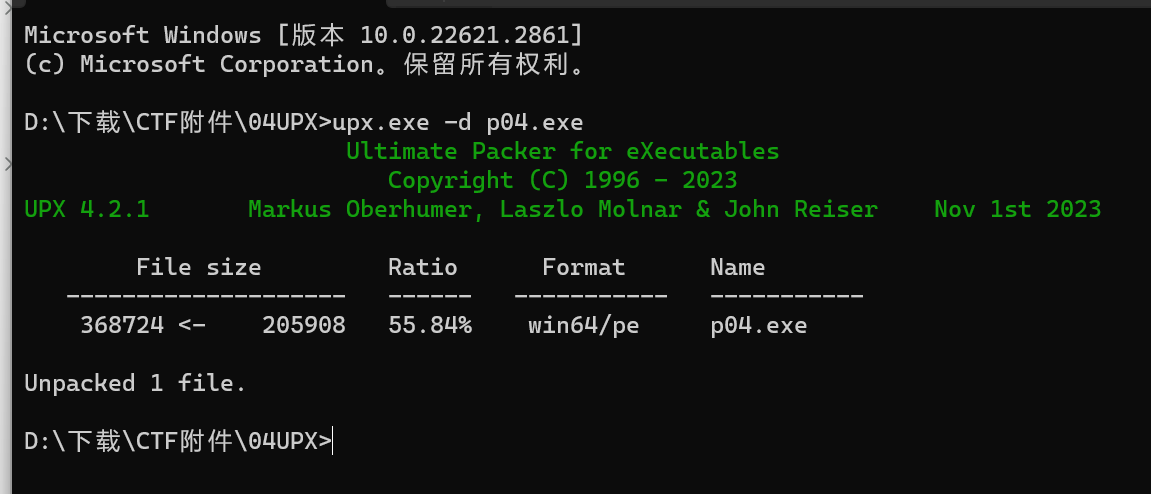 Microsoft Windows [版本 10.0.22621.2861]
(c) Microsoft Corporation。保留所有权利。
D:\下载\CTF附件\04UPX>upx.exe -d p04.exe
Ultimate Packer for eXecutables
Copyright (C) 1996 - 2023
UPX 4.2.1       Markus Oberhumer, Laszlo Molnar & John Reiser    Nov 1st 2023
File size         Ratio      Format      Name
--------------------   ------   -----------   -----------
368724 <-    205908   55.84%    win64/pe     p04.exe
Unpacked 1 file.
D:\下载\CTF附件\04UPX>